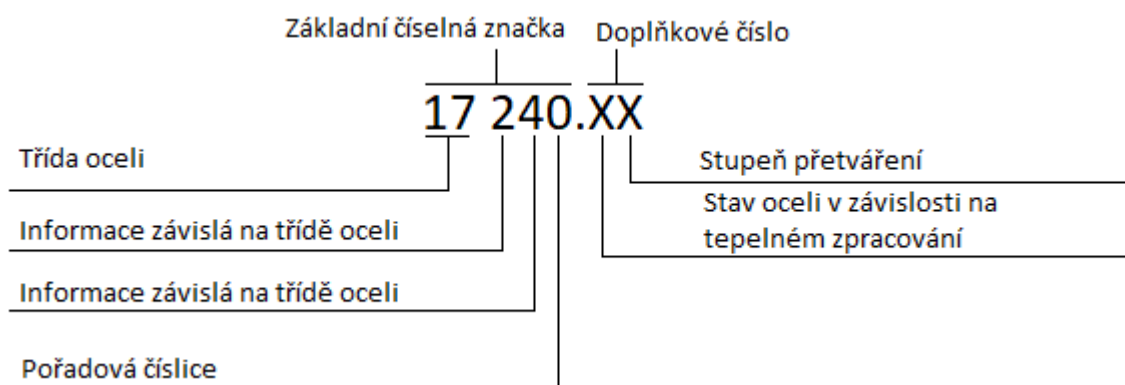 Základní číselná značka
Doplňkové číslo
17 240.XX
Třída oceli
Stupeň přetváření
Stav oceli v závislosti na
tepelném zpracování
Informace závislá na třídě oceli
Informace závislá na třídě oceli
Pořadová číslice